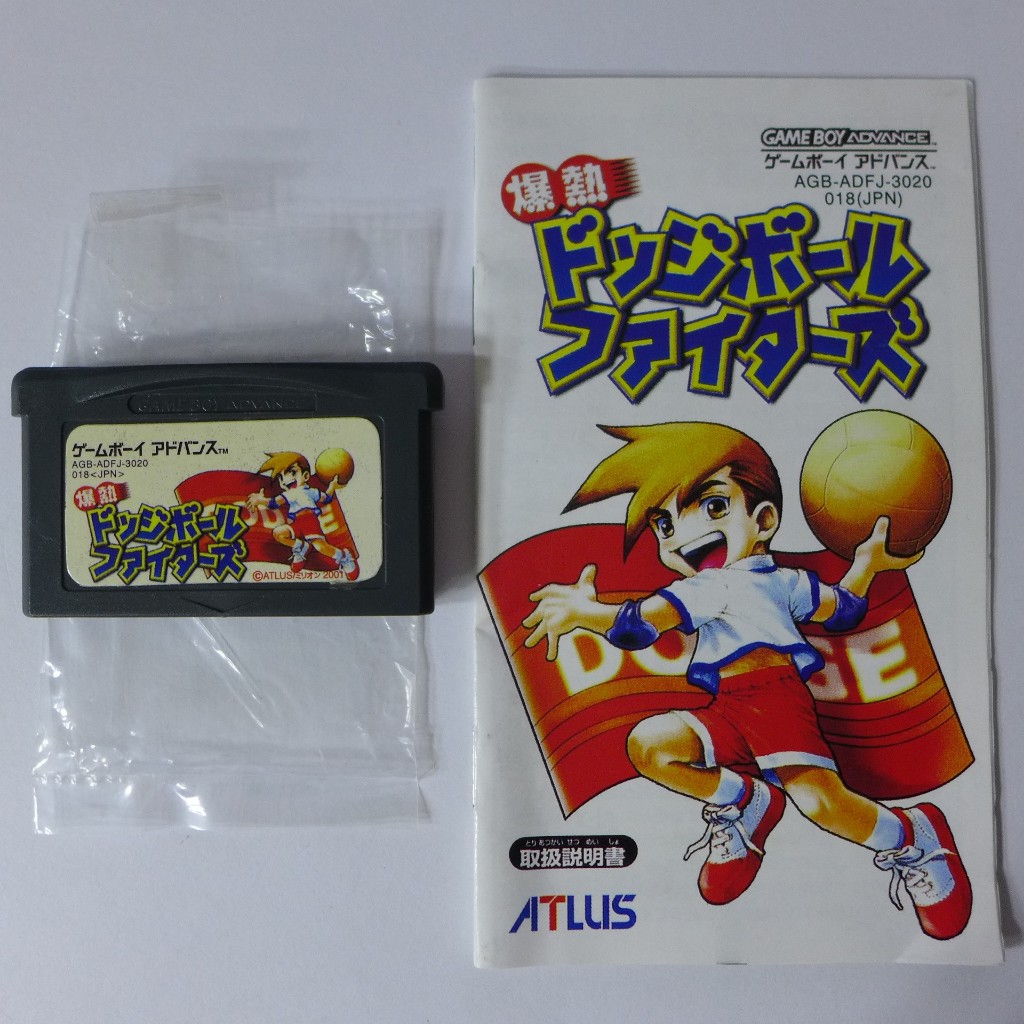 GAME BOY ADVANCE
ゲームボーイ アドバンス™
AGB-ADFJ-3020
018<JPN>
爆熱
ドッジボール
ファイターズ
©ATLUS/ミリオン 2001
GAME BOY ADVANCE™
ゲームボーイ アドバンス™
AGB-ADFJ-3020
018(JPN)
爆熱
ドッジボール
ファイターズ
とりあつかい せつ めい しょ
取扱説明書
ATLUS